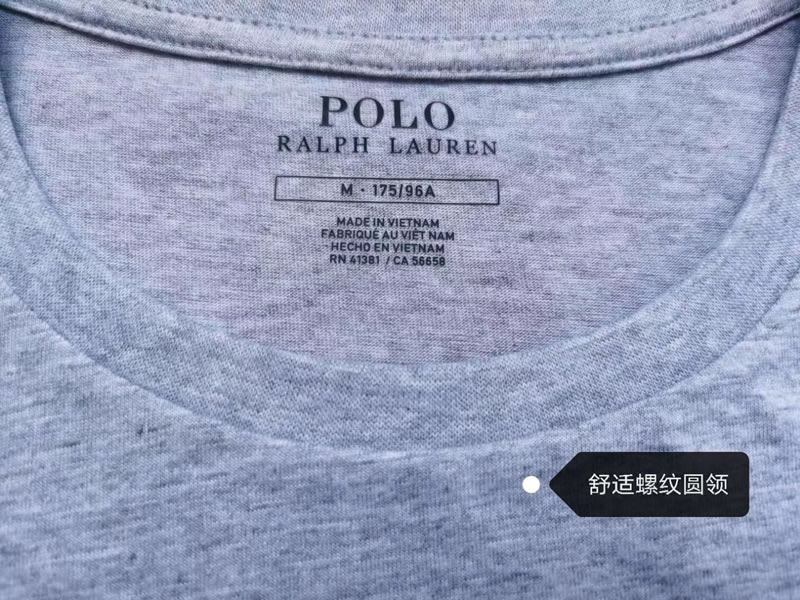 POLO
RALPH LAUREN
M · 175/96A
MADE IN VIETNAM
FABRIQUÉ AU VIÊT NAM
HECHO EN VIETNAM
RN 41381 / CA 56658
舒适螺纹圆领